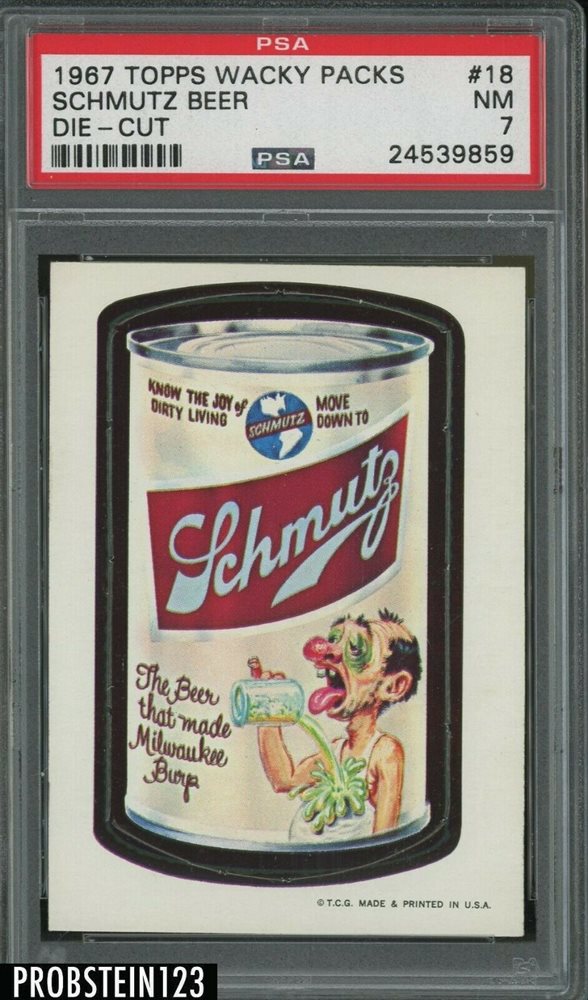 PSA
1967 TOPPS WACKY PACKS #18
SCHMUTZ BEER NM
DIE-CUT 7
PSA 24539859
KNOW THE JOY of MOVE
DIRTY LIVING DOWN TO
SCHMUTZ
Schmutz
The Beer
that made
Milwaukee
Burp
© T.C.G. MADE & PRINTED IN U.S.A.
PROBSTEIN123